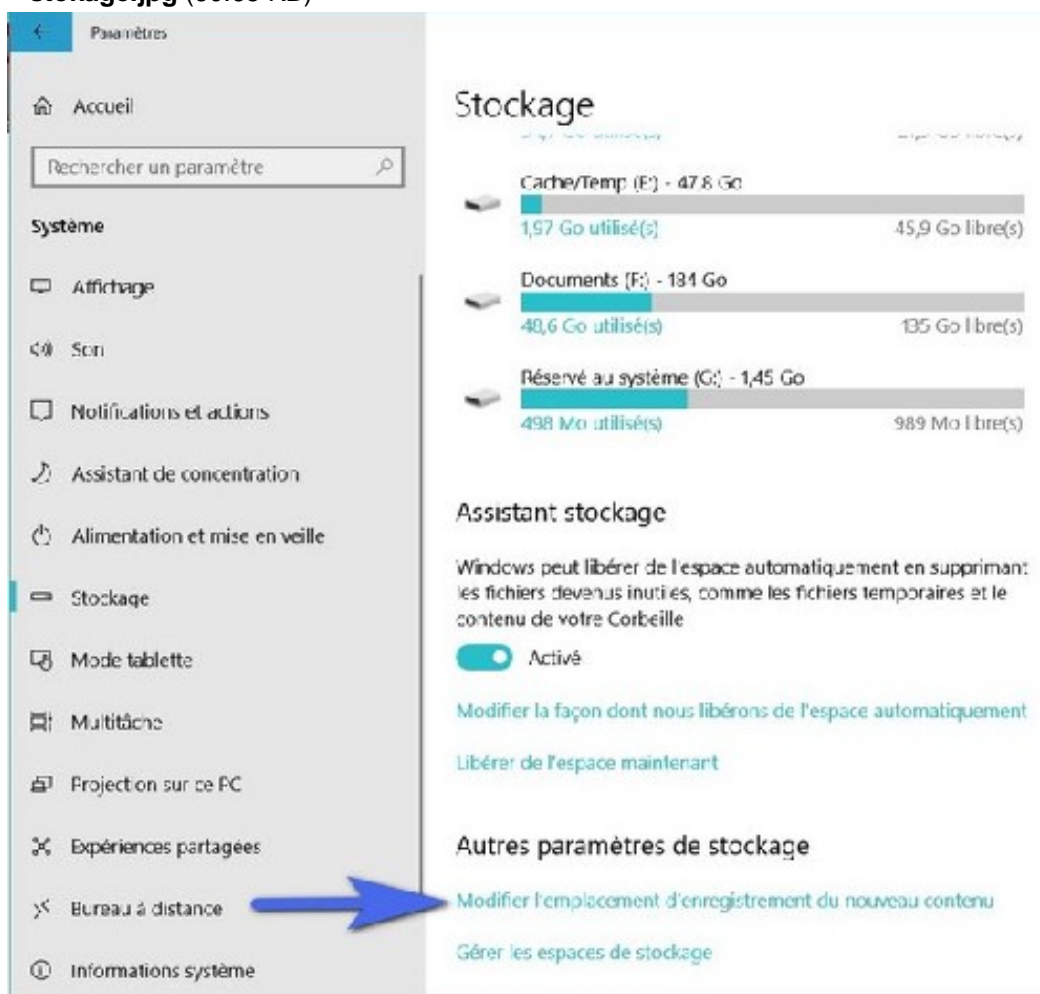 Paramètres
Accueil
Rechercher un paramètre
Système
Affichage
Son
Notifications et actions
Assistant de concentration
Alimentation et mise en veille
Stockage
Mode tablette
Multitâche
Projection sur ce PC
Expériences partagées
Bureau à distance
Informations système
Stockage
Cache/Temp (E:) - 47,8 Go
1,97 Go utilisé(s) 45,9 Go libre(s)
Documents (F:) - 184 Go
48,6 Go utilisé(s) 135 Go libre(s)
Réservé au système (G:) - 1,45 Go
498 Mo utilisé(s) 989 Mo libre(s)
Assistant stockage
Windows peut libérer de l'espace automatiquement en supprimant
les fichiers devenus inutiles, comme les fichiers temporaires et le
contenu de votre Corbeille
Activé
Modifier la façon dont nous libérons de l'espace automatiquement
Libérer de l'espace maintenant
Autres paramètres de stockage
Modifier l'emplacement d'enregistrement du nouveau contenu
Gérer les espaces de stockage